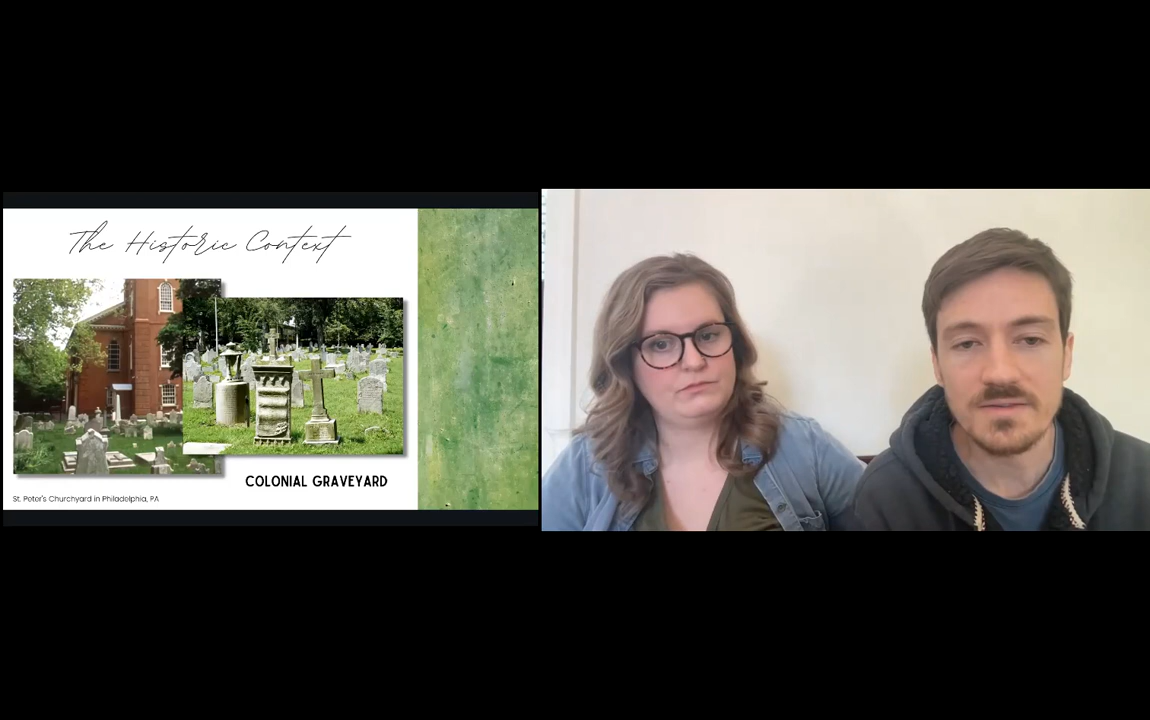 The Historic Context
COLONIAL GRAVEYARD
St. Peter's Churchyard in Philadelphia, PA